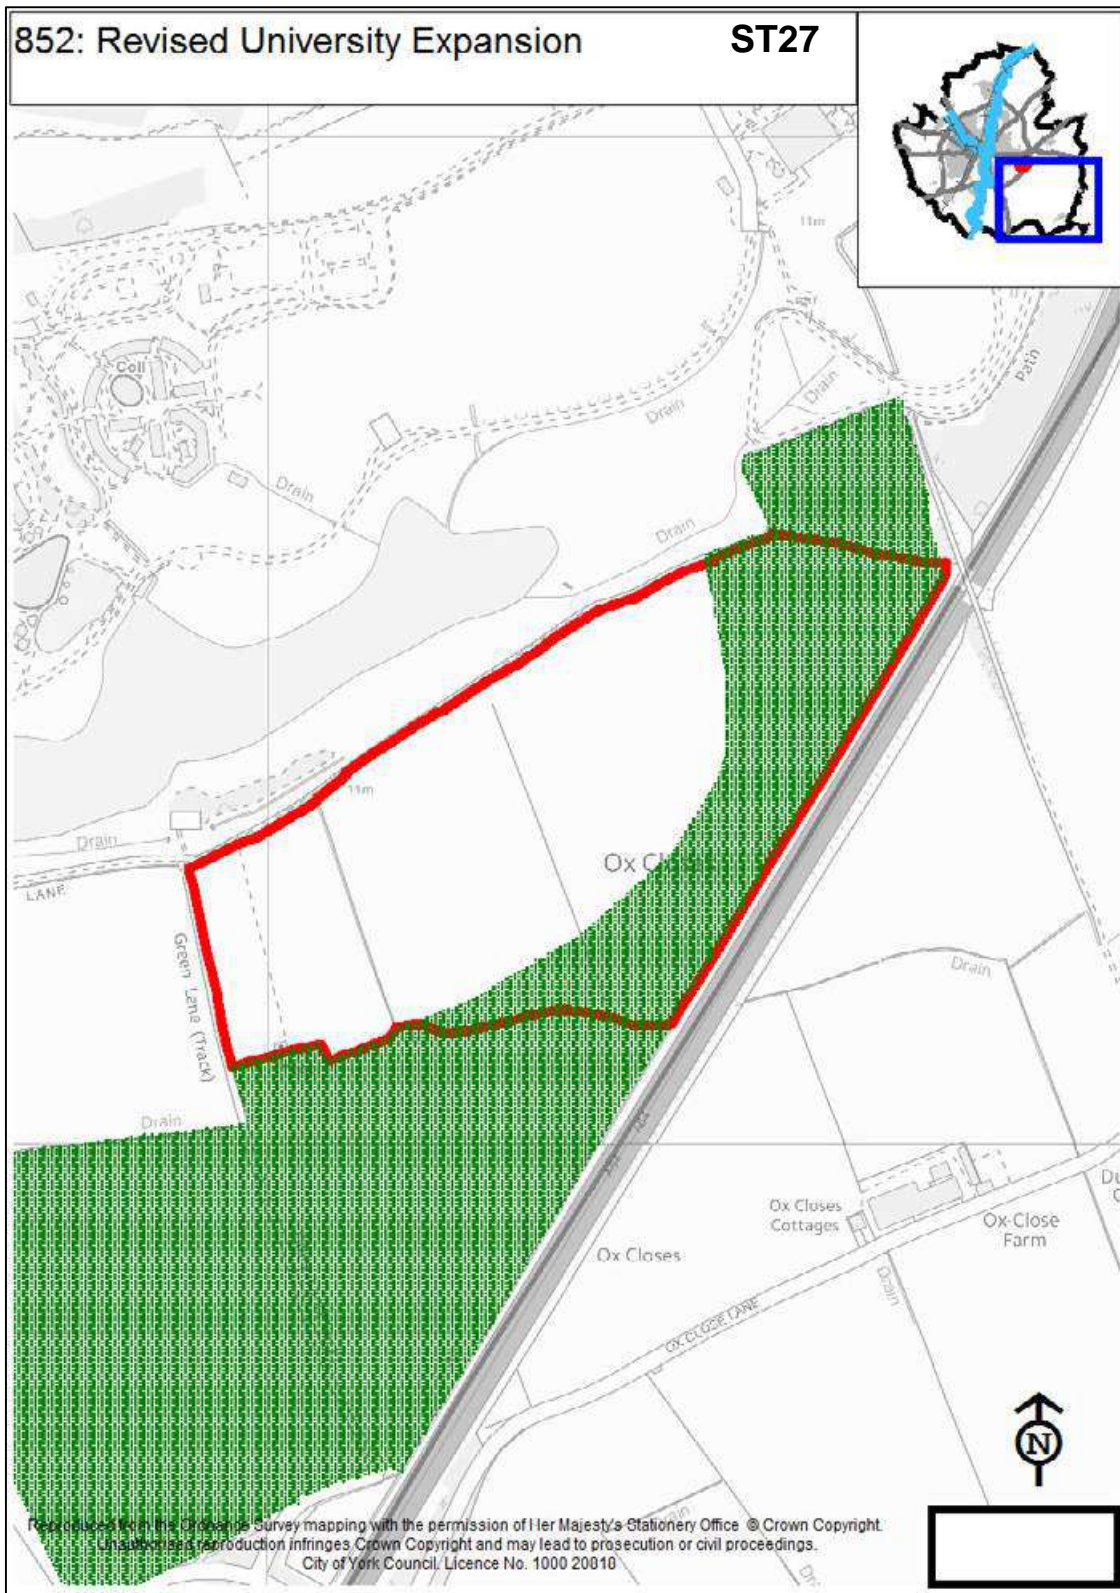 852: Revised University Expansion
ST27
11m
Path
Coll
Drain
Drain
Drain
Drain
11m
Drain
LANE
Green Lane (Track)
Drain
Drain
Ox Closes
Cottages
Ox-Close
Farm
Ox Closes
Drain
OX CLOSE LANE
N
Drain
Reproduced from the Ordnance Survey mapping with the permission of Her Majesty's Stationery Office © Crown Copyright.
Unauthorised reproduction infringes Crown Copyright and may lead to prosecution or civil proceedings.
City of York Council. Licence No. 1000 20818